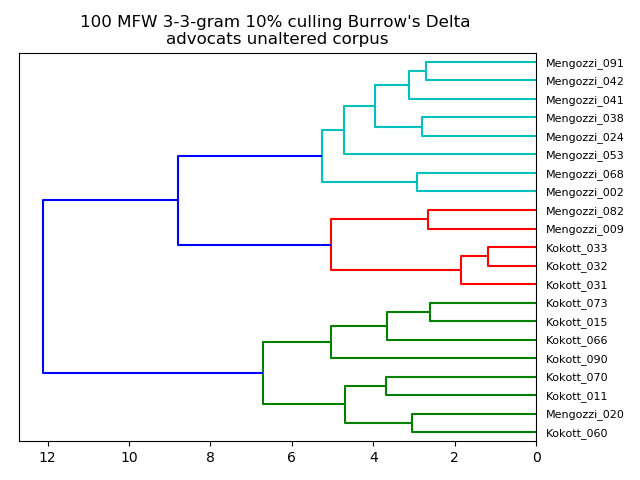 100 MFW 3-3-gram 10% culling Burrow's Delta
advocats unaltered corpus
Mengozzi_091
Mengozzi_042
Mengozzi_041
Mengozzi_038
Mengozzi_024
Mengozzi_053
Mengozzi_068
Mengozzi_002
Mengozzi_082
Mengozzi_009
Kokott_033
Kokott_032
Kokott_031
Kokott_073
Kokott_015
Kokott_066
Kokott_090
Kokott_070
Kokott_011
Mengozzi_020
Kokott_060
12 10 8 6 4 2 0